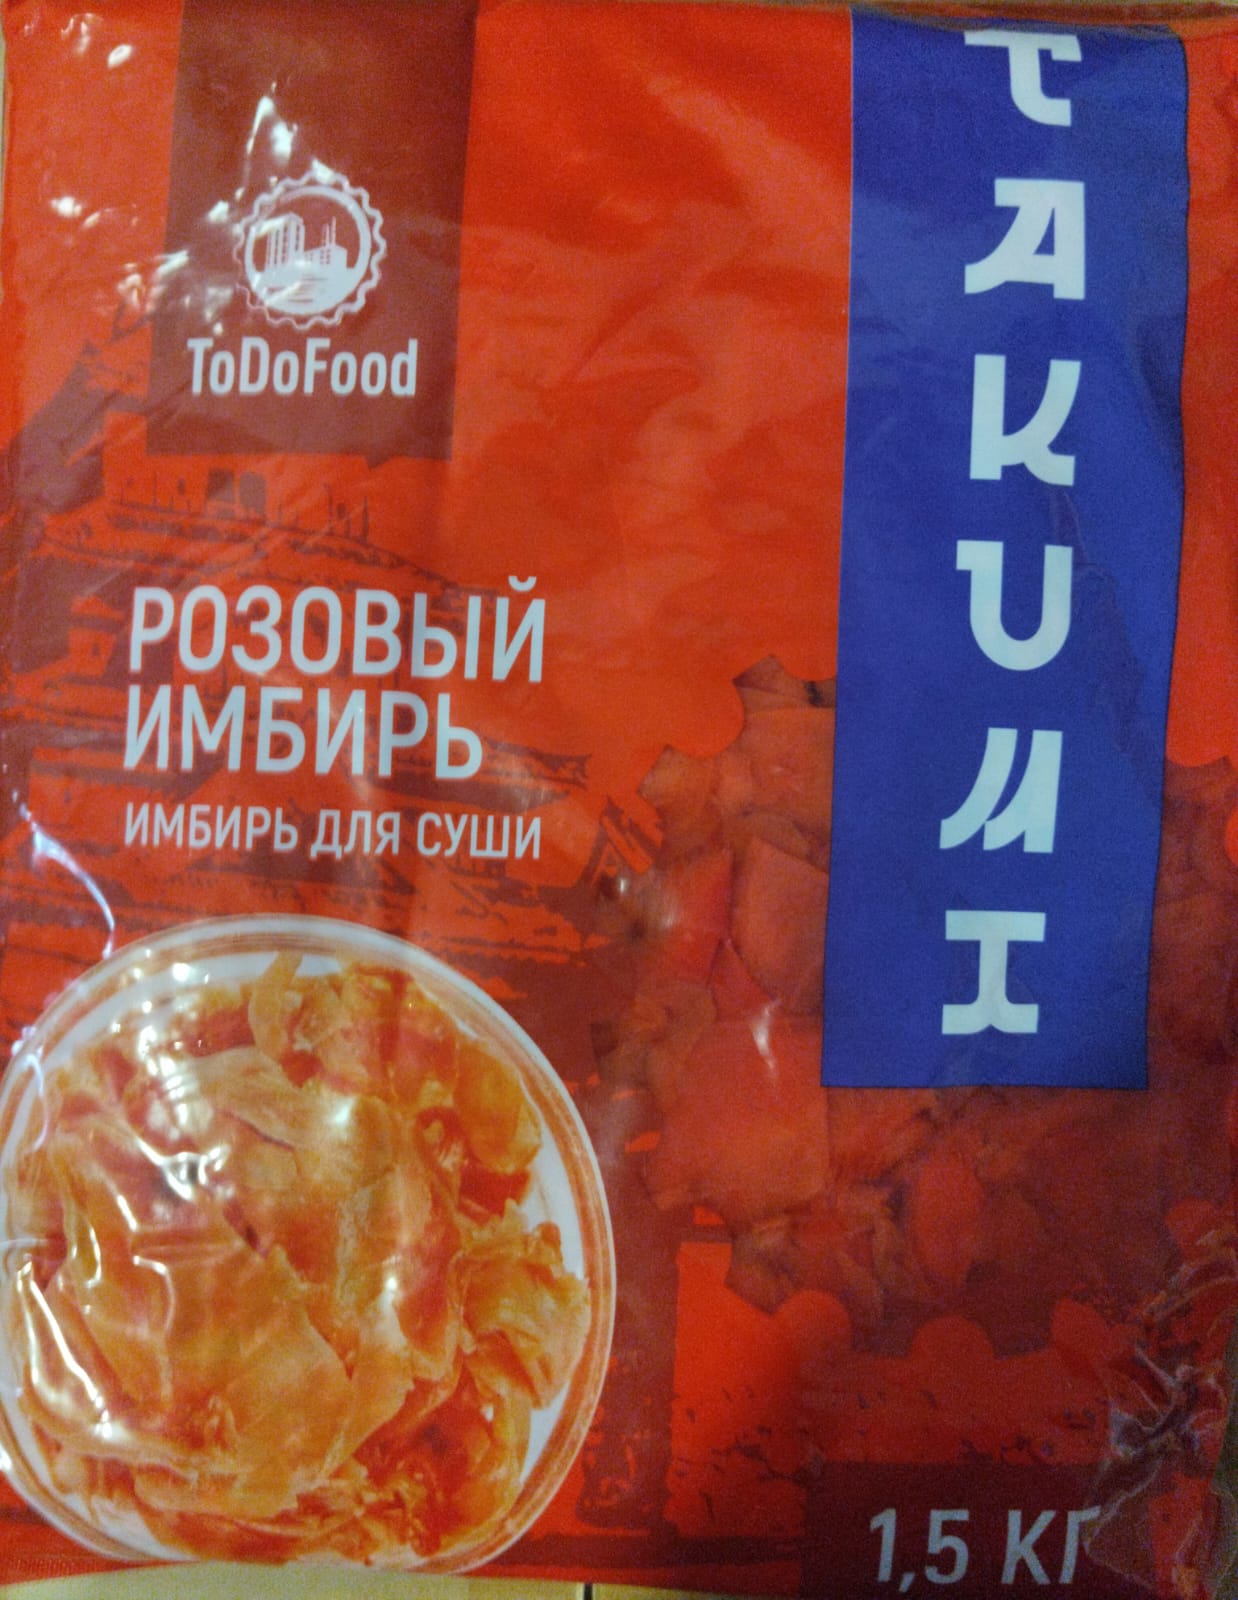 ToDoFood
TAKUMI
РОЗОВЫЙ
ИМБИРЬ
ИМБИРЬ ДЛЯ СУШИ
1,5 КГ